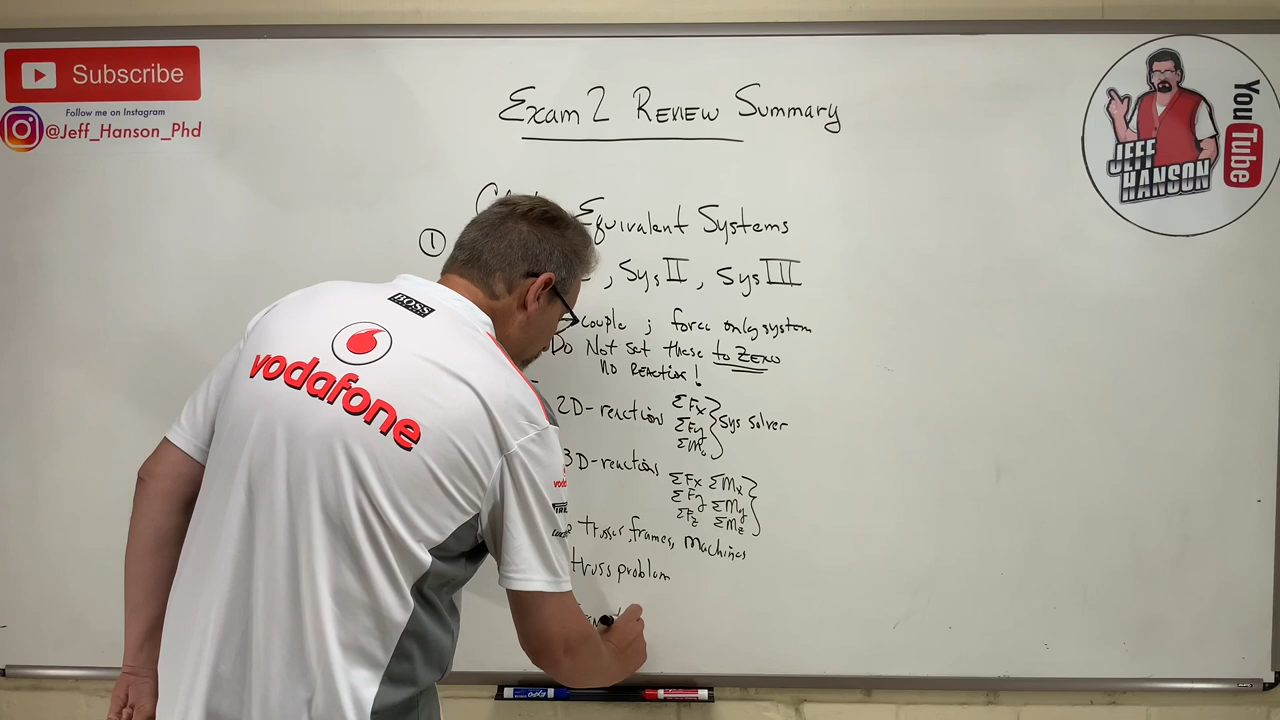 Subscribe
Follow me on Instagram
@Jeff_Hanson_Phd
JEFF HANSON
YouTube
Exam 2 Review Summary
① Equivalent Systems
, Sys II, Sys III
couple ; force only system
Do Not set these to Zero
No Reaction!
2D-reactions ΣFx ΣFy ΣMo } Sys solver
3D-reactions ΣFx ΣMx
ΣFy ΣMy
ΣFz ΣMz
trusses, frames, Machines
truss problem
BOSS
vodafone